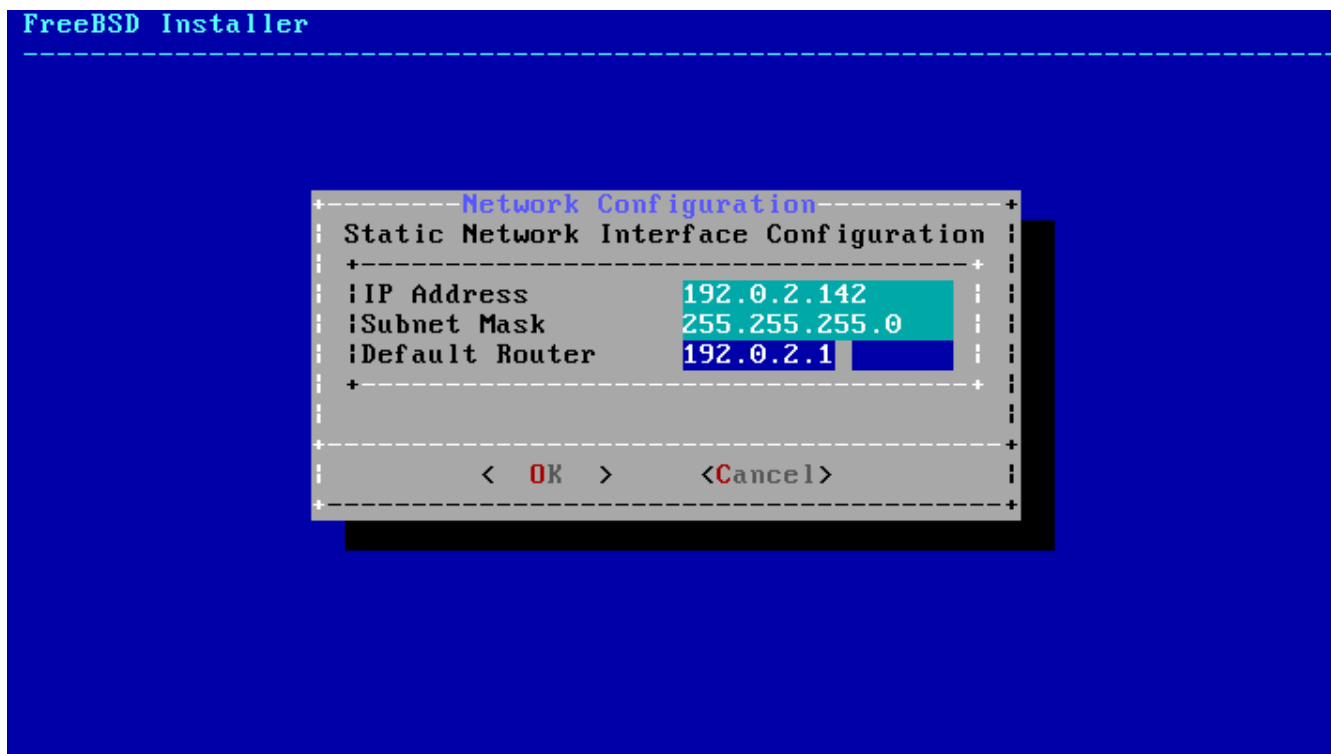 FreeBSD Installer
Network Configuration
Static Network Interface Configuration
IP Address 192.0.2.142
Subnet Mask 255.255.255.0
Default Router 192.0.2.1
< OK > <Cancel>